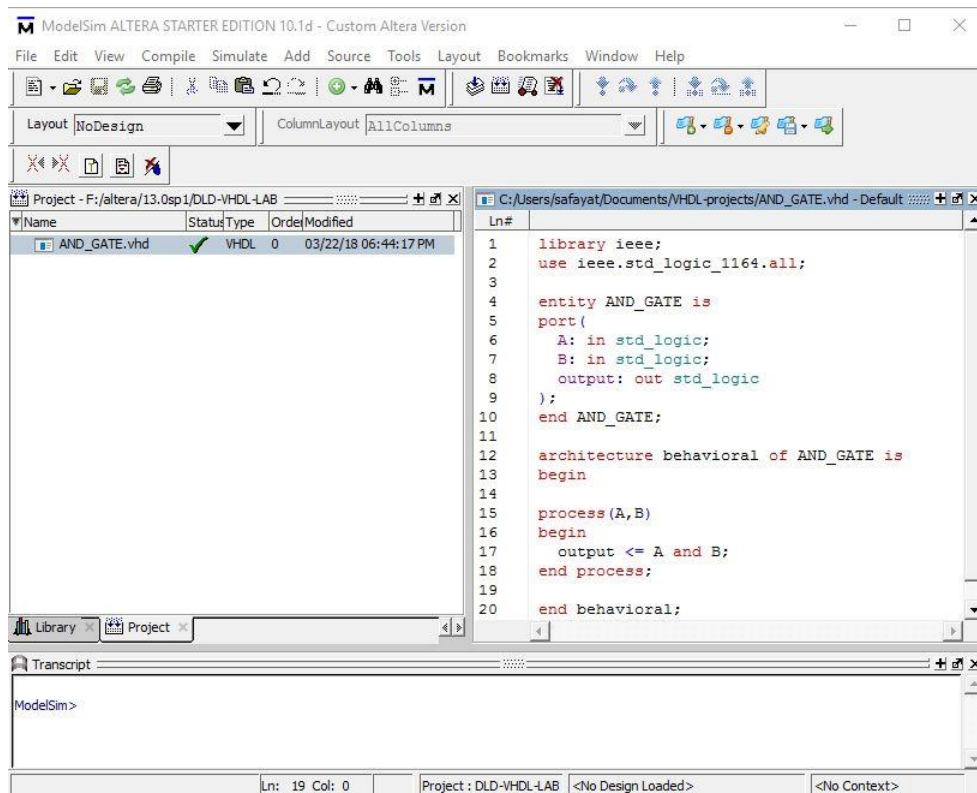 ModelSim ALTERA STARTER EDITION 10.1d - Custom Altera Version
File Edit View Compile Simulate Add Source Tools Layout Bookmarks Window Help
Layout NoDesign
ColumnLayout AllColumns
Project - F:/altera/13.0sp1/DLD-VHDL-LAB
Name Status Type Order Modified
AND_GATE.vhd VHDL 0 03/22/18 06:44:17 PM
Library
Project
C:/Users/safayat/Documents/VHDL-projects/AND_GATE.vhd - Default
Ln#
1 library ieee;
2 use ieee.std_logic_1164.all;
3
4 entity AND_GATE is
5 port(
6 A: in std_logic;
7 B: in std_logic;
8 output: out std_logic
9 );
10 end AND_GATE;
11
12 architecture behavioral of AND_GATE is
13 begin
14
15 process(A,B)
16 begin
17 output <= A and B;
18 end process;
19
20 end behavioral;
Transcript
ModelSim>
Ln: 19 Col: 0
Project : DLD-VHDL-LAB
<No Design Loaded>
<No Context>